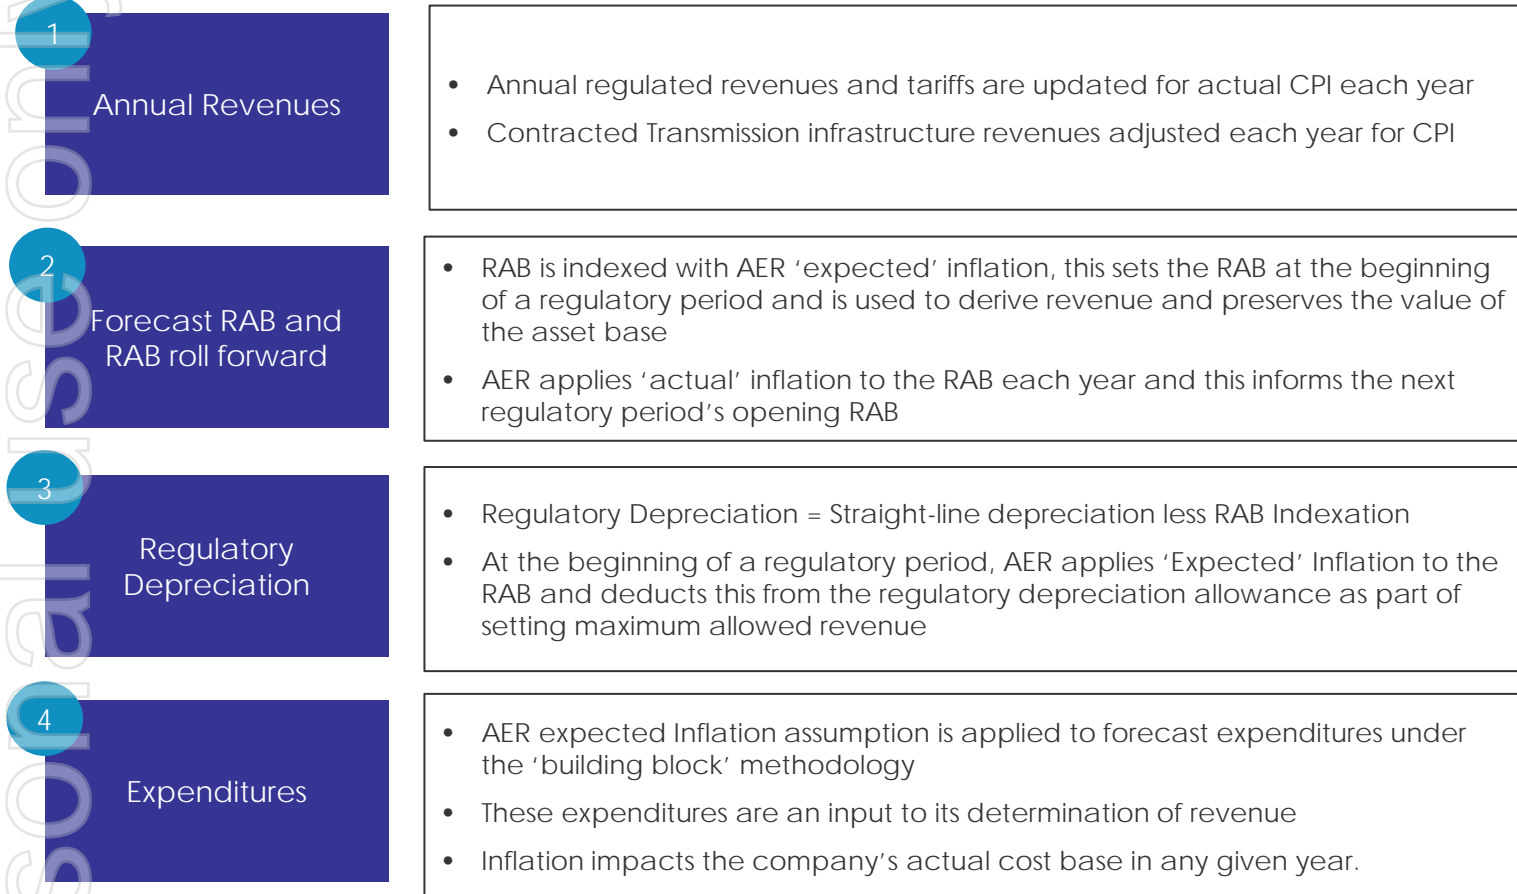 1
Annual Revenues
• Annual regulated revenues and tariffs are updated for actual CPI each year
• Contracted Transmission infrastructure revenues adjusted each year for CPI
2
Forecast RAB and
RAB roll forward
• RAB is indexed with AER ‘expected’ inflation, this sets the RAB at the beginning
of a regulatory period and is used to derive revenue and preserves the value of
the asset base
• AER applies ‘actual’ inflation to the RAB each year and this informs the next
regulatory period’s opening RAB
3
Regulatory
Depreciation
• Regulatory Depreciation = Straight-line depreciation less RAB Indexation
• At the beginning of a regulatory period, AER applies ‘Expected’ Inflation to the
RAB and deducts this from the regulatory depreciation allowance as part of
setting maximum allowed revenue
4
Expenditures
• AER expected Inflation assumption is applied to forecast expenditures under
the ‘building block’ methodology
• These expenditures are an input to its determination of revenue
• Inflation impacts the company’s actual cost base in any given year.
sonal use only